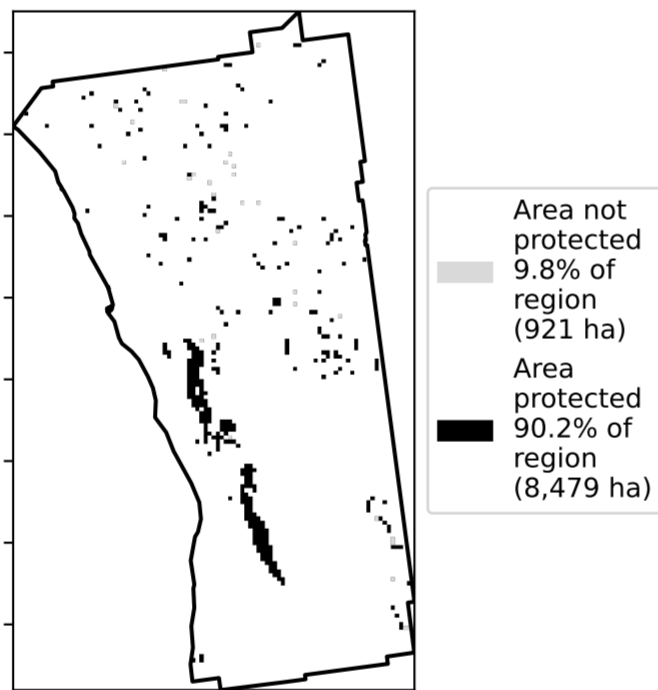 Area not
protected
9.8% of
region
(921 ha)
Area
protected
90.2% of
region
(8,479 ha)